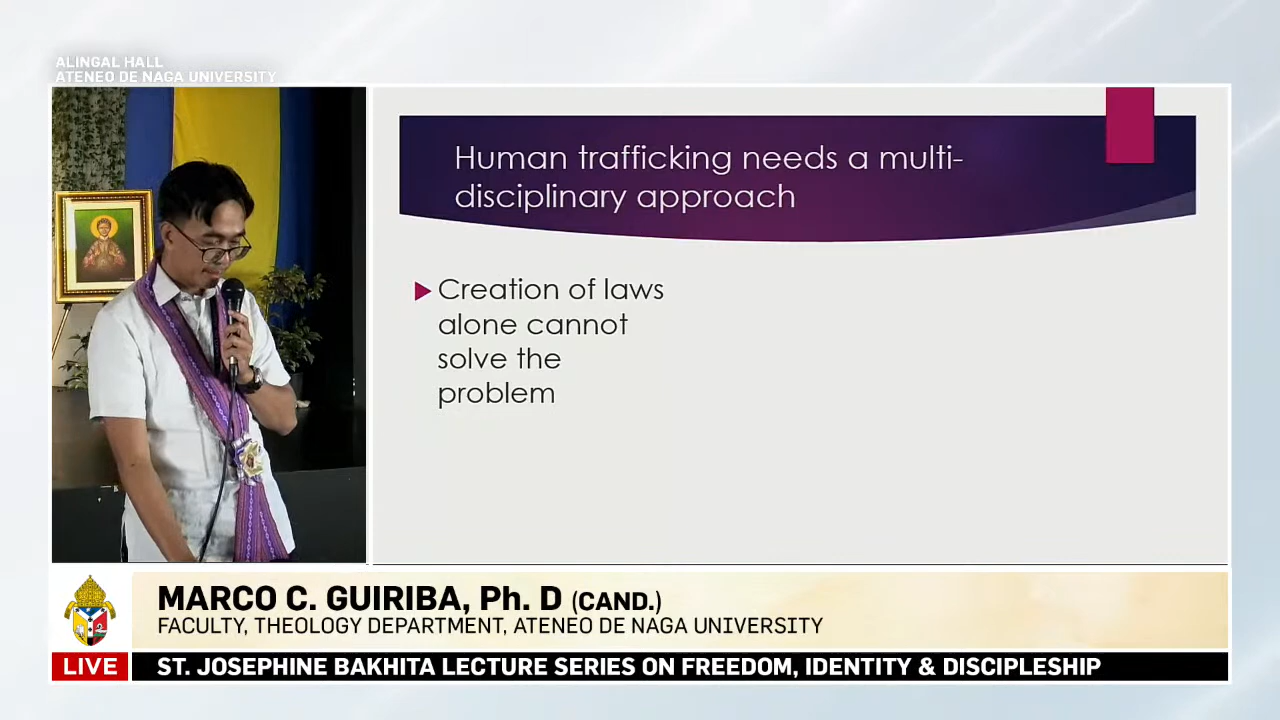 ALINGAL HALL
ATENEO DE NAGA UNIVERSITY
Human trafficking needs a multi-
disciplinary approach
Creation of laws
alone cannot
solve the
problem
MARCO C. GUIRIBA, Ph. D (CAND.)
FACULTY, THEOLOGY DEPARTMENT, ATENEO DE NAGA UNIVERSITY
LIVE ST. JOSEPHINE BAKHITA LECTURE SERIES ON FREEDOM, IDENTITY & DISCIPLESHIP